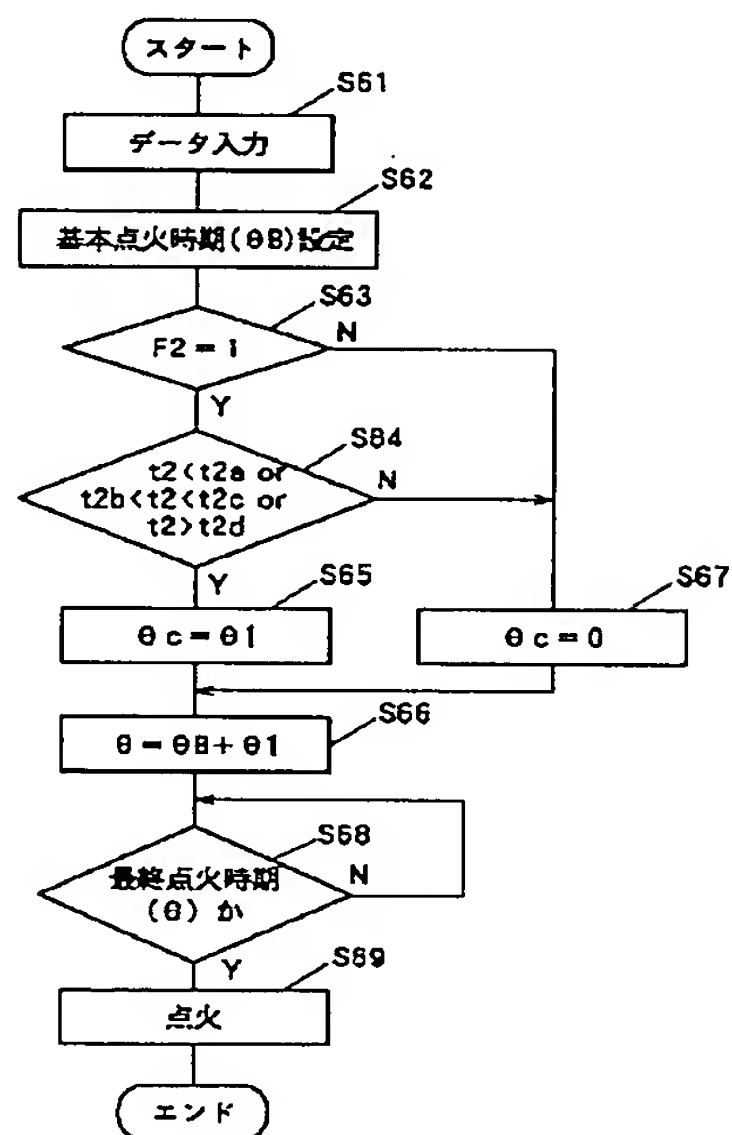 スタート
S61
データ入力
S62
基本点火時期(θB)設定
S63
F2=1
N
Y
S84
t2<t2a or
t2b<t2<t2c or
t2>t2d
N
Y
S65
θc=θ1
S67
θc=0
S66
θ=θB+θ1
S68
最終点火時期
(θ)か
N
Y
S69
点火
エンド